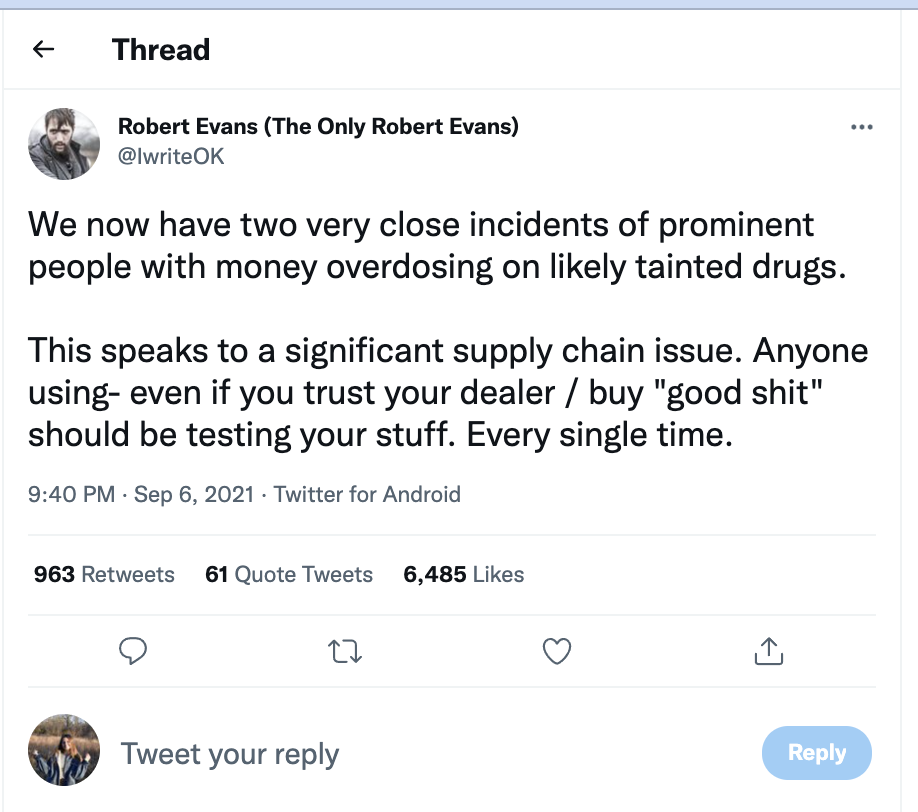 Thread
Robert Evans (The Only Robert Evans)
@IwriteOK
We now have two very close incidents of prominent
people with money overdosing on likely tainted drugs.
This speaks to a significant supply chain issue. Anyone
using- even if you trust your dealer / buy "good shit"
should be testing your stuff. Every single time.
9:40 PM · Sep 6, 2021 · Twitter for Android
963 Retweets 61 Quote Tweets 6,485 Likes
Tweet your reply
Reply